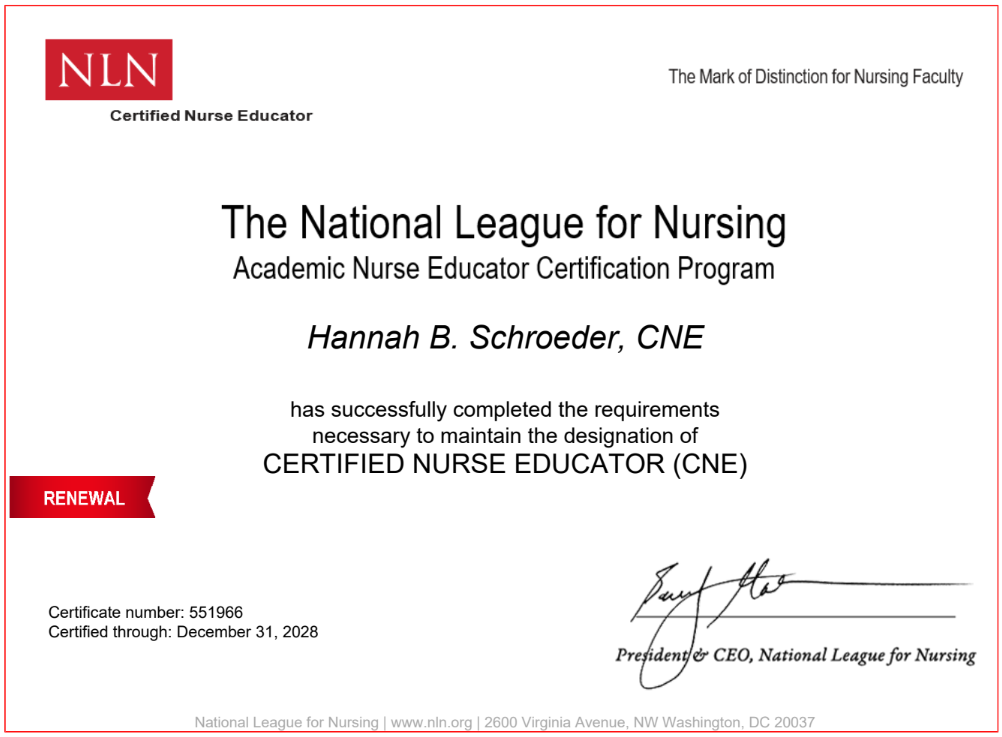 NLN
Certified Nurse Educator
The Mark of Distinction for Nursing Faculty
The National League for Nursing
Academic Nurse Educator Certification Program
Hannah B. Schroeder, CNE
has successfully completed the requirements
necessary to maintain the designation of
CERTIFIED NURSE EDUCATOR (CNE)
RENEWAL
Certificate number: 551966
Certified through: December 31, 2028
President & CEO, National League for Nursing
National League for Nursing | www.nln.org | 2600 Virginia Avenue, NW Washington, DC 20037